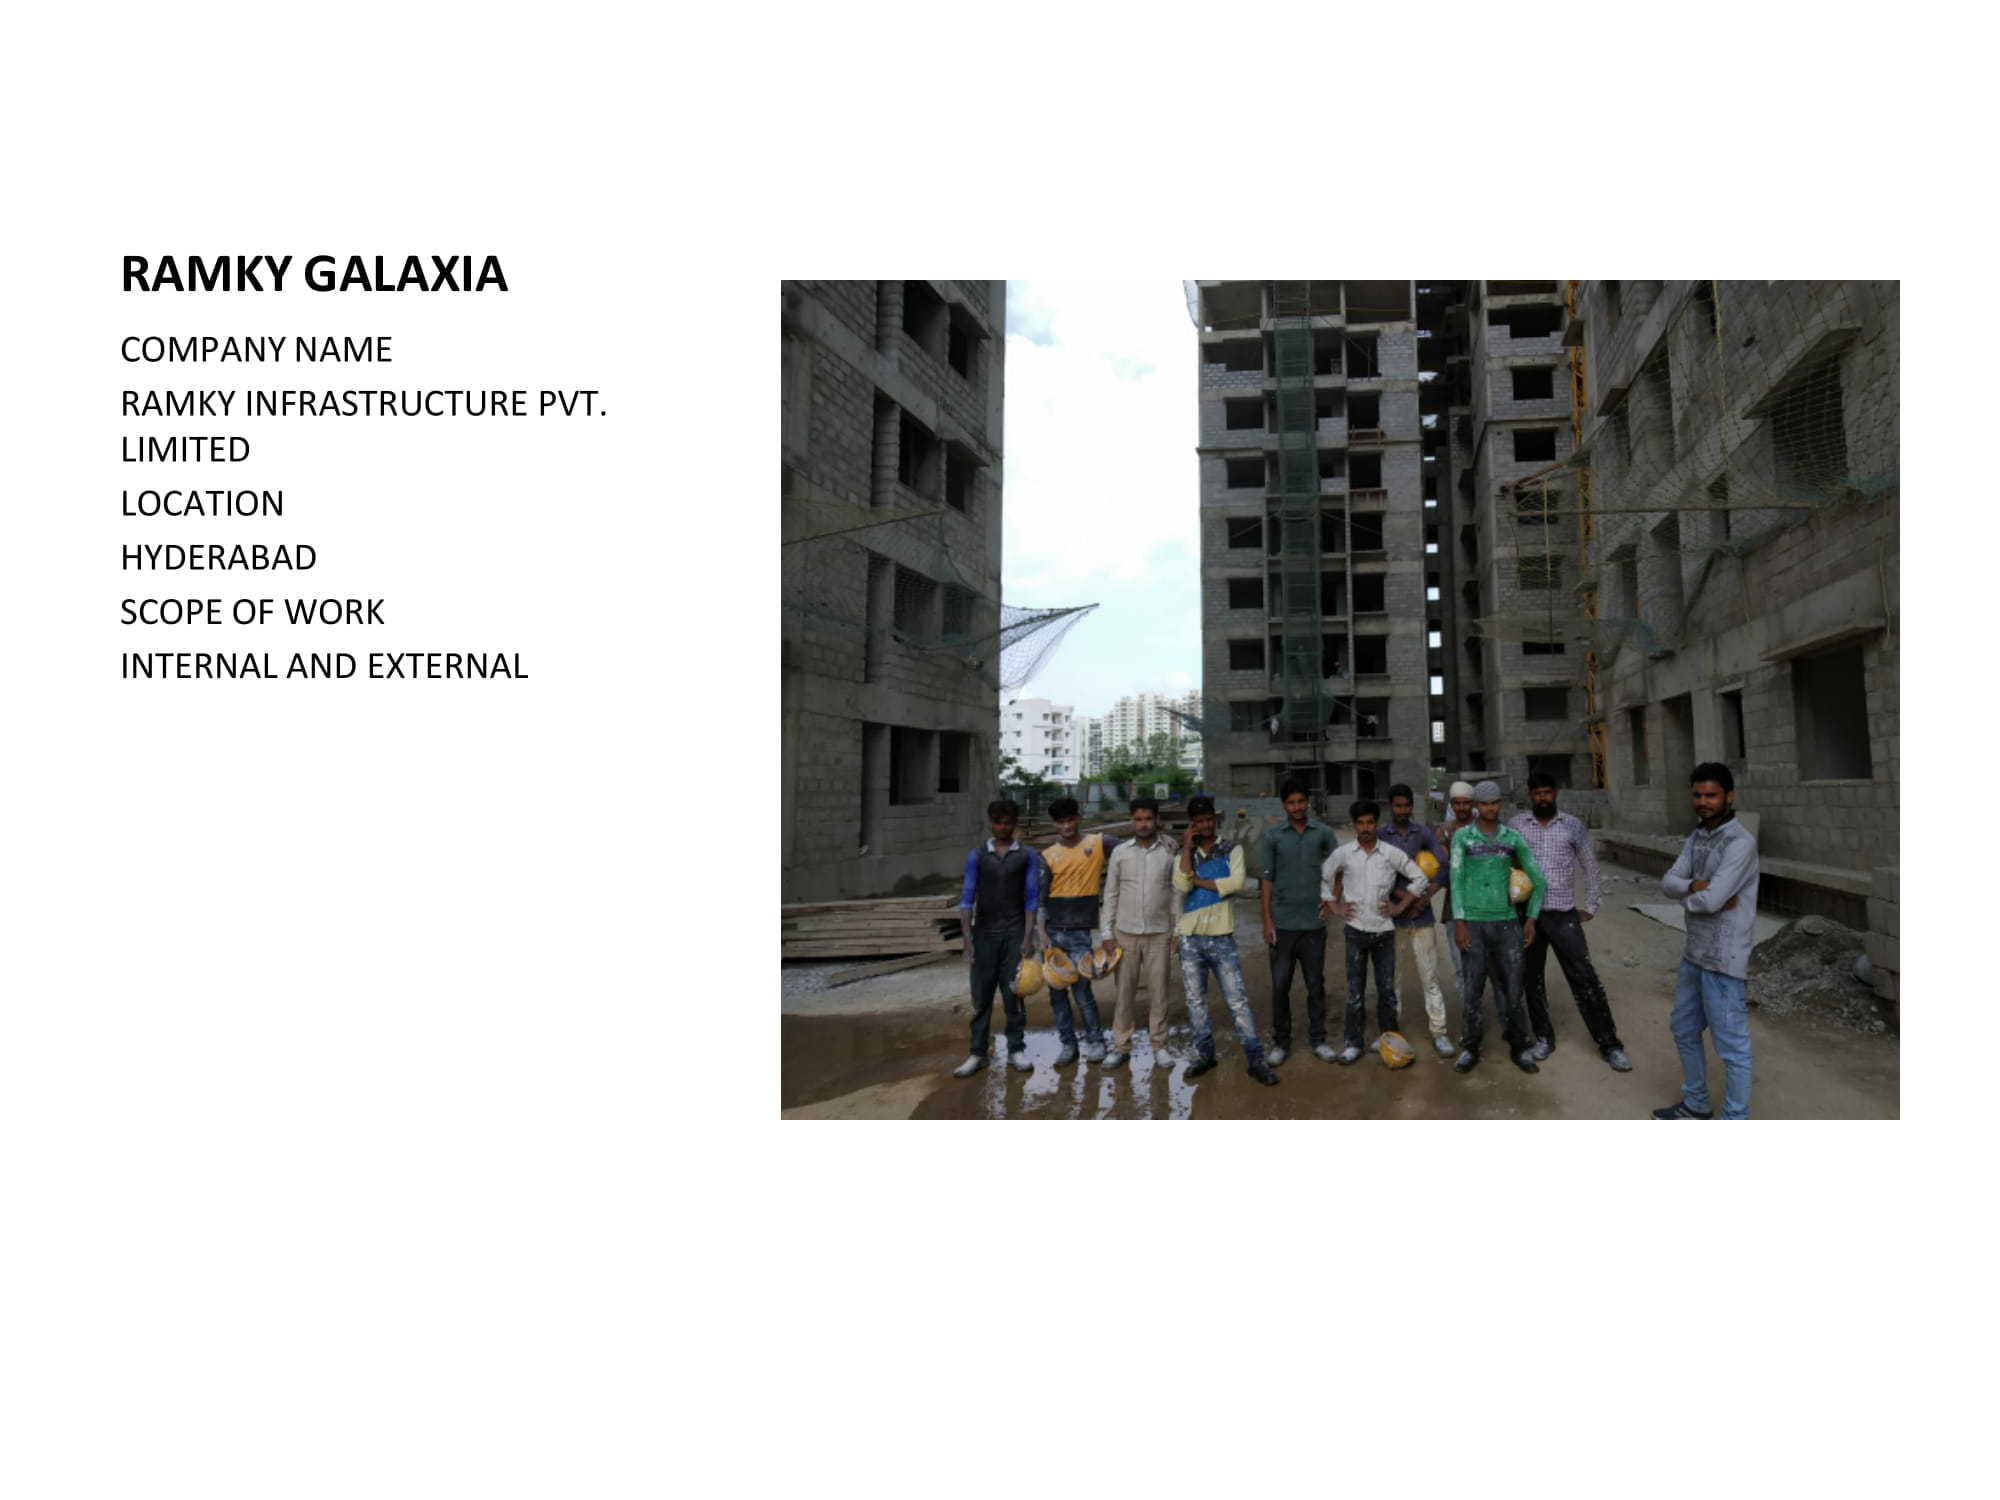 RAMKY GALAXIA
COMPANY NAME
RAMKY INFRASTRUCTURE PVT.
LIMITED
LOCATION
HYDERABAD
SCOPE OF WORK
INTERNAL AND EXTERNAL